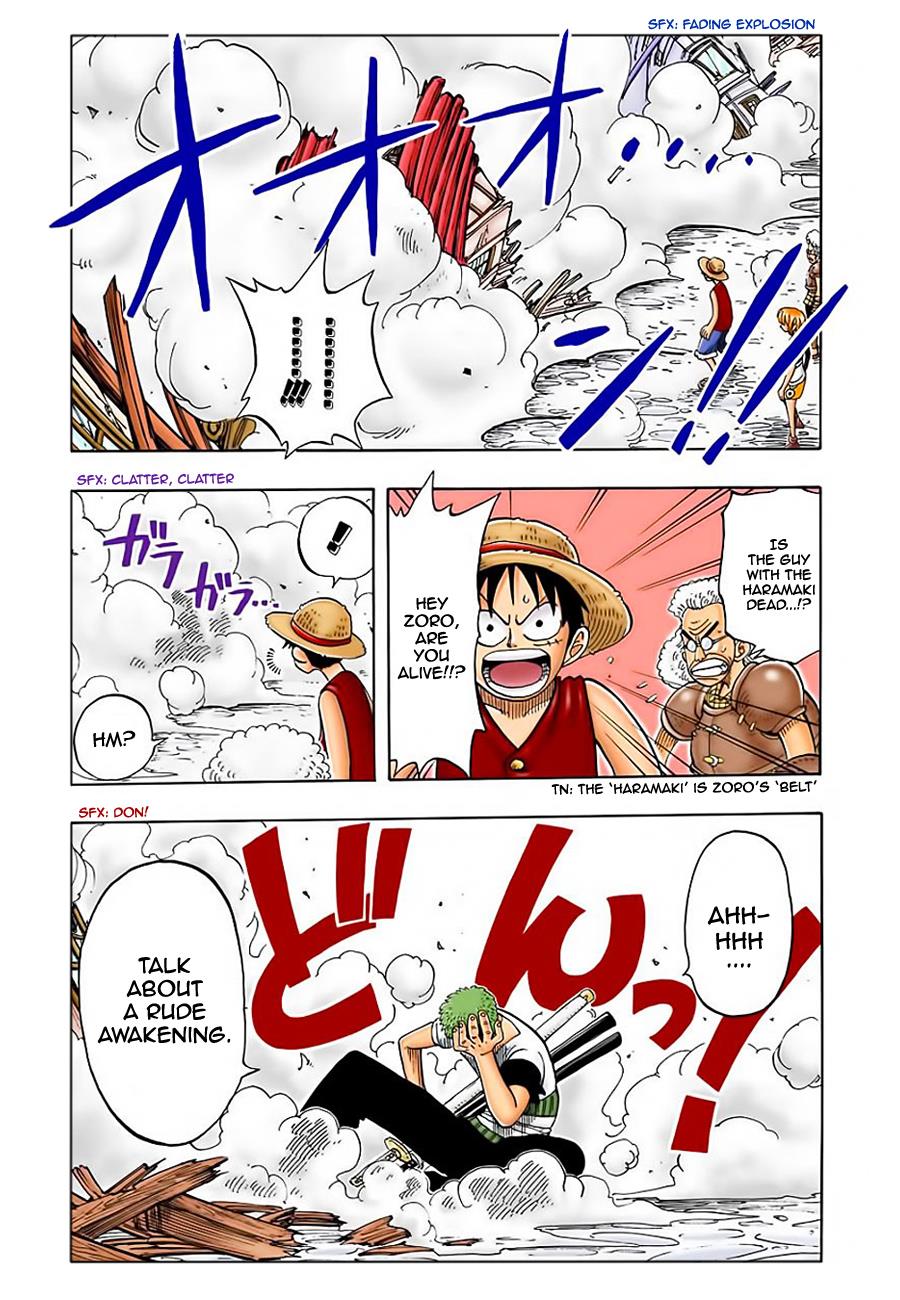 SFX: FADING EXPLOSION
オオオ....ーー!!
..........!!!
IS
THE GUY
WITH THE
HARAMAKI
DEAD...!?
HEY
ZORO,
ARE
YOU
ALIVE!!?
TN: THE 'HARAMAKI' IS ZORO'S 'BELT'
SFX: CLATTER, CLATTER
!
ガラ
ガラ...
HM?
SFX: DON!
AHH-
HHH
....
どんっ!
TALK
ABOUT
A RUDE
AWAKENING.